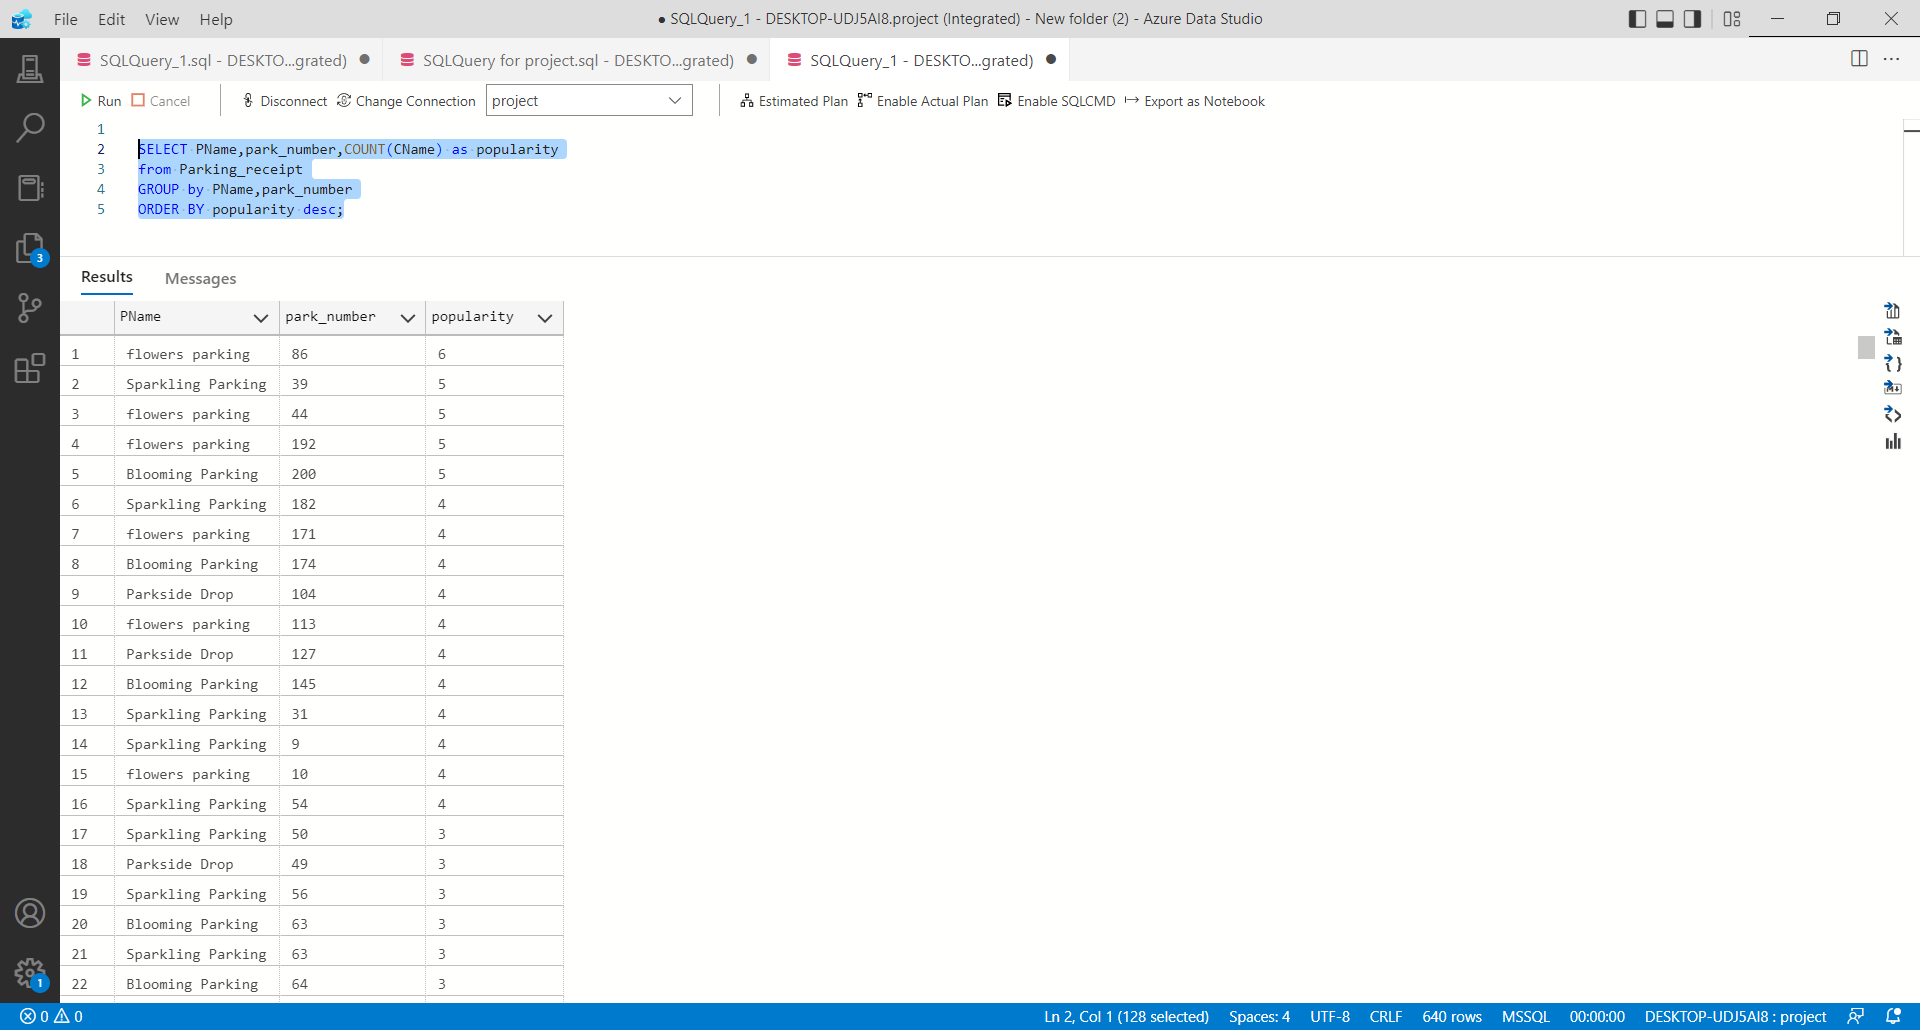 File Edit View Help
● SQLQuery_1 - DESKTOP-UDJ5AI8.project (Integrated) - New folder (2) - Azure Data Studio
SQLQuery_1.sql - DESKTO...grated) SQLQuery for project.sql - DESKTO...grated) SQLQuery_1 - DESKTO...grated)
Run Cancel Disconnect Change Connection project Estimated Plan Enable Actual Plan Enable SQLCMD Export as Notebook
1
2 SELECT PName,park_number,COUNT(CName) as popularity
3 from Parking_receipt
4 GROUP by PName,park_number
5 ORDER BY popularity desc;
3
Results Messages
PName park_number popularity
1 flowers parking 86 6
2 Sparkling Parking 39 5
3 flowers parking 44 5
4 flowers parking 192 5
5 Blooming Parking 200 5
6 Sparkling Parking 182 4
7 flowers parking 171 4
8 Blooming Parking 174 4
9 Parkside Drop 104 4
10 flowers parking 113 4
11 Parkside Drop 127 4
12 Blooming Parking 145 4
13 Sparkling Parking 31 4
14 Sparkling Parking 9 4
15 flowers parking 10 4
16 Sparkling Parking 54 4
17 Sparkling Parking 50 3
18 Parkside Drop 49 3
19 Sparkling Parking 56 3
20 Blooming Parking 63 3
21 Sparkling Parking 63 3
22 Blooming Parking 64 3
1
0 0 Ln 2, Col 1 (128 selected) Spaces: 4 UTF-8 CRLF 640 rows MSSQL 00:00:00 DESKTOP-UDJ5AI8 : project